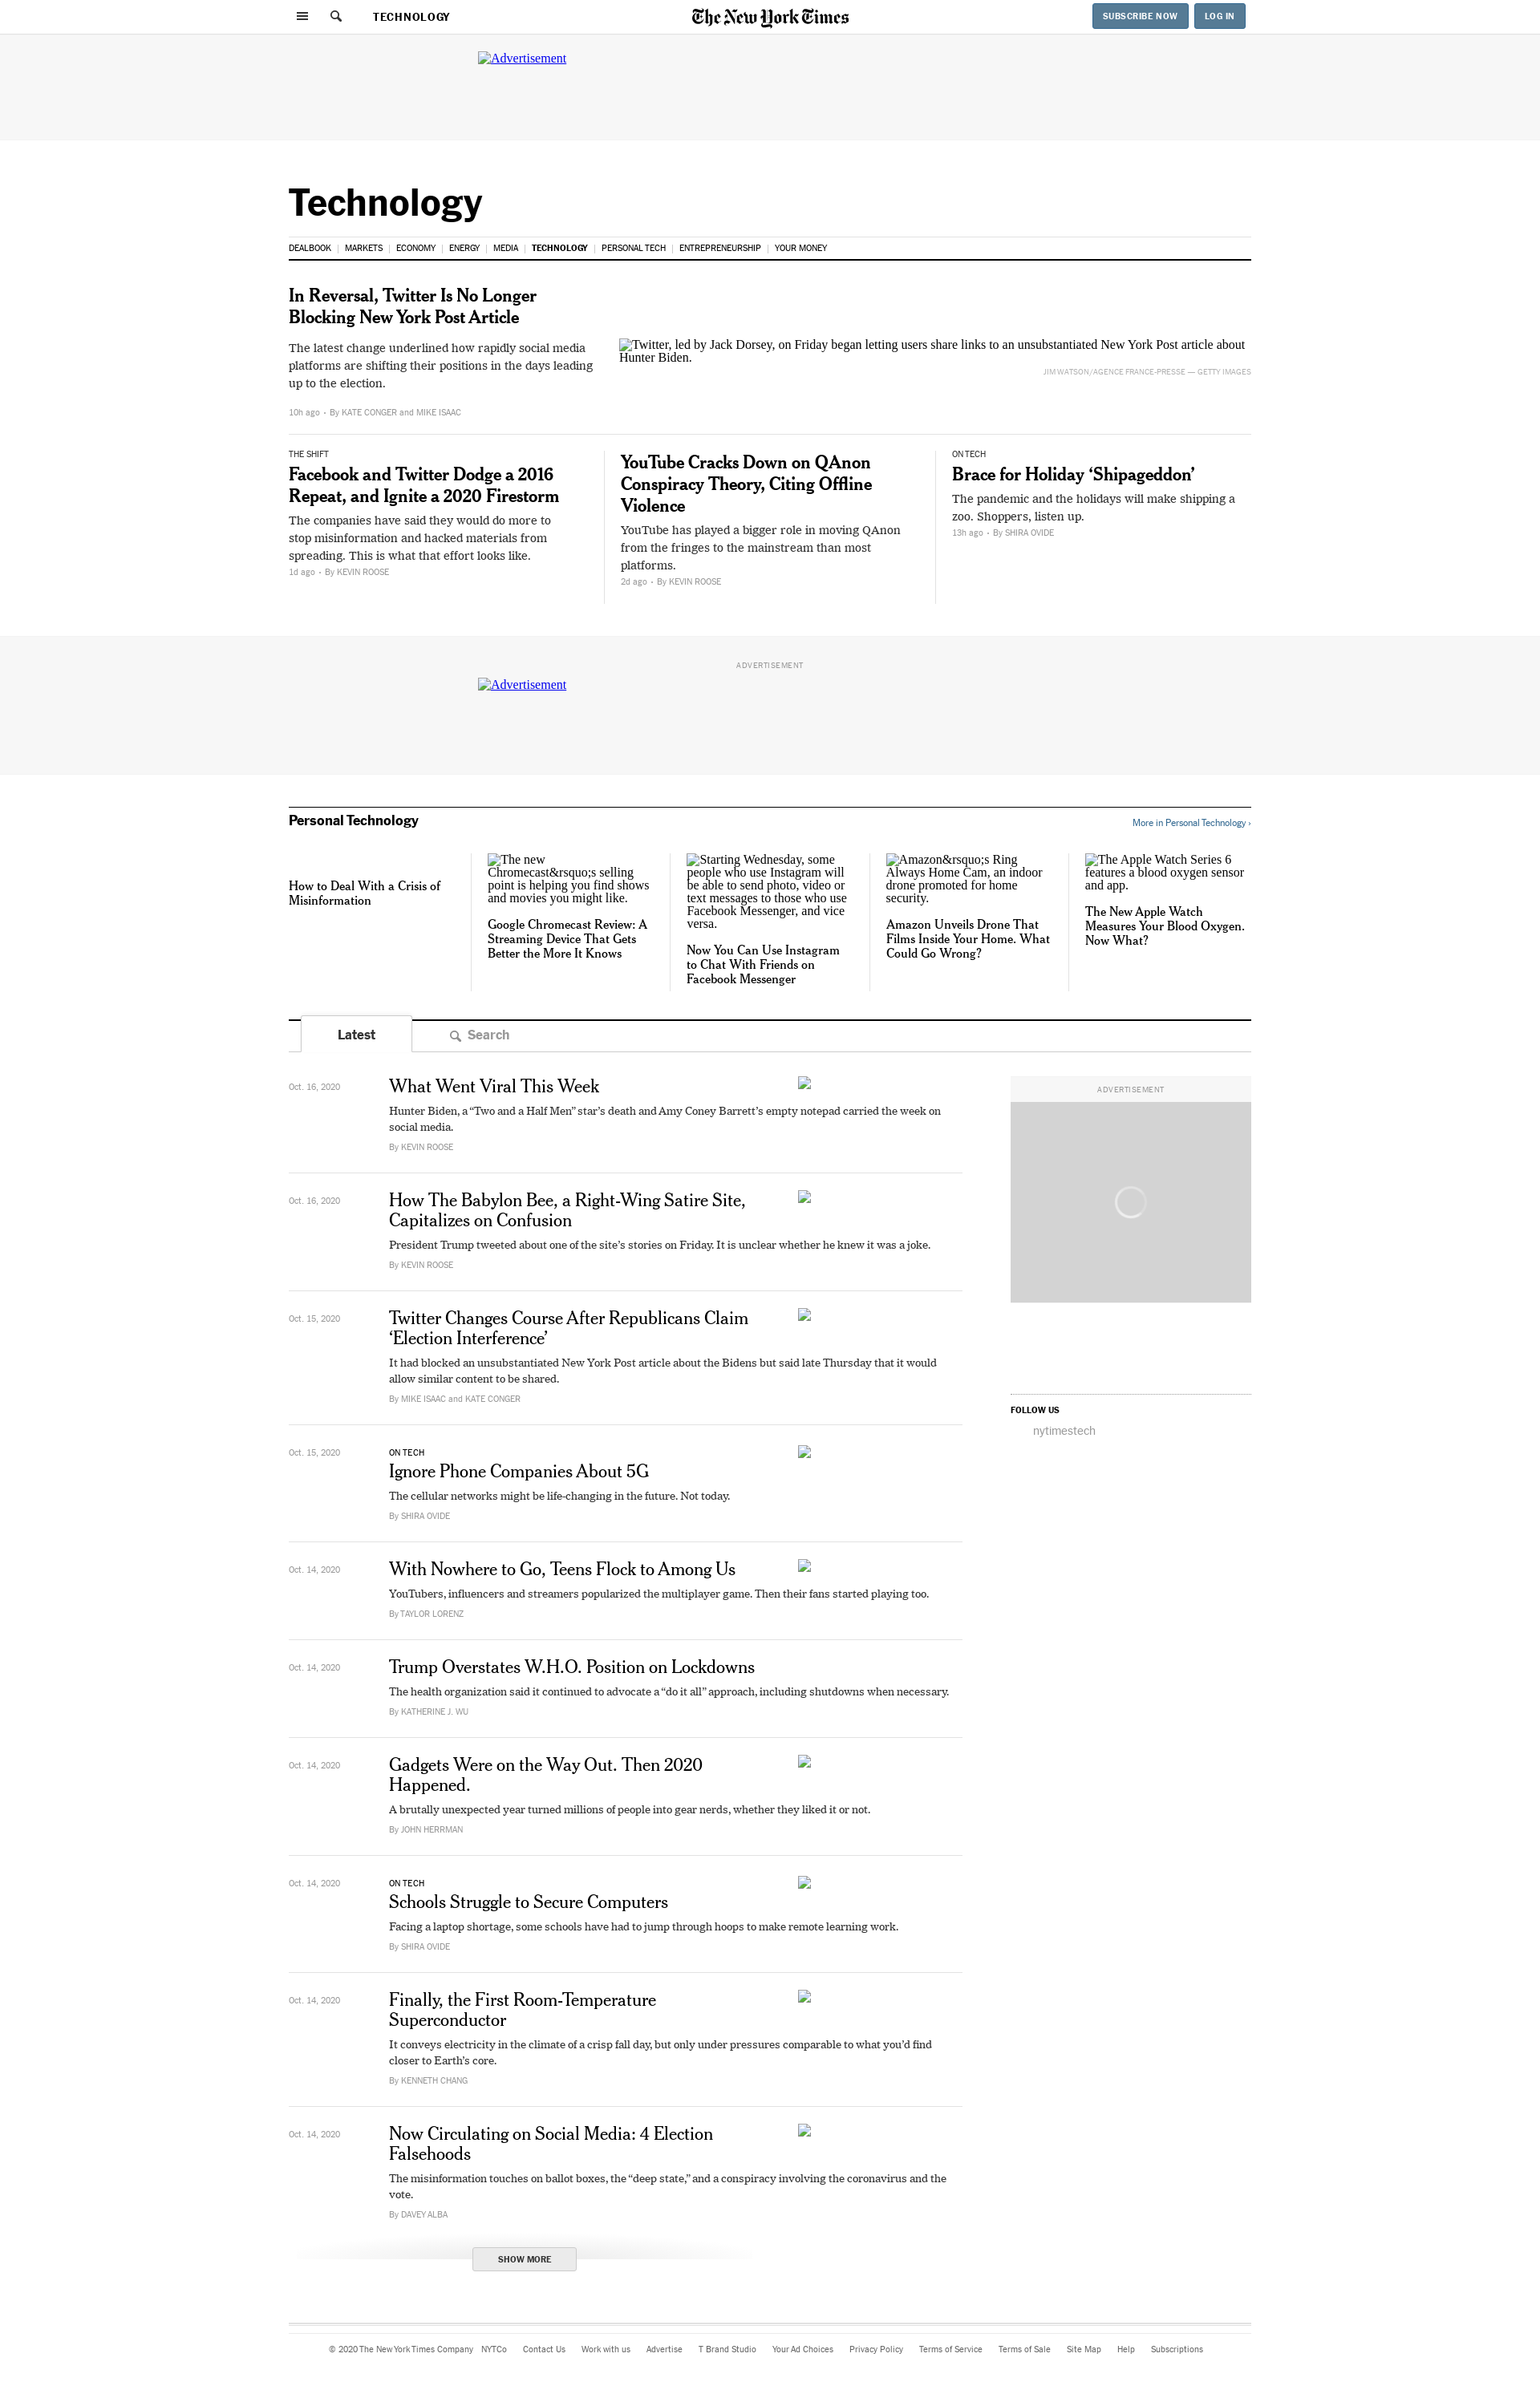 TECHNOLOGY
The New York Times
SUBSCRIBE NOW
LOG IN
Advertisement
Technology
DEALBOOK
MARKETS
ECONOMY
ENERGY
MEDIA
TECHNOLOGY
PERSONAL TECH
ENTREPRENEURSHIP
YOUR MONEY
In Reversal, Twitter Is No Longer
Blocking New York Post Article
The latest change underlined how rapidly social media
platforms are shifting their positions in the days leading
up to the election.
10h ago • By KATE CONGER and MIKE ISAAC
Twitter, led by Jack Dorsey, on Friday began letting users share links to an unsubstantiated New York Post article about
Hunter Biden.
JIM WATSON/AGENCE FRANCE-PRESSE — GETTY IMAGES
THE SHIFT
Facebook and Twitter Dodge a 2016
Repeat, and Ignite a 2020 Firestorm
The companies have said they would do more to
stop misinformation and hacked materials from
spreading. This is what that effort looks like.
1d ago • By KEVIN ROOSE
YouTube Cracks Down on QAnon
Conspiracy Theory, Citing Offline
Violence
YouTube has played a bigger role in moving QAnon
from the fringes to the mainstream than most
platforms.
2d ago • By KEVIN ROOSE
ON TECH
Brace for Holiday ‘Shipageddon’
The pandemic and the holidays will make shipping a
zoo. Shoppers, listen up.
13h ago • By SHIRA OVIDE
ADVERTISEMENT
Advertisement
Personal Technology
More in Personal Technology ›
How to Deal With a Crisis of
Misinformation
The new
Chromecast&rsquo;s selling
point is helping you find shows
and movies you might like.
Google Chromecast Review: A
Streaming Device That Gets
Better the More It Knows
Starting Wednesday, some
people who use Instagram will
be able to send photo, video or
text messages to those who use
Facebook Messenger, and vice
versa.
Now You Can Use Instagram
to Chat With Friends on
Facebook Messenger
Amazon&rsquo;s Ring
Always Home Cam, an indoor
drone promoted for home
security.
Amazon Unveils Drone That
Films Inside Your Home. What
Could Go Wrong?
The Apple Watch Series 6
features a blood oxygen sensor
and app.
The New Apple Watch
Measures Your Blood Oxygen.
Now What?
Latest
Search
Oct. 16, 2020
What Went Viral This Week
Hunter Biden, a “Two and a Half Men” star’s death and Amy Coney Barrett’s empty notepad carried the week on
social media.
By KEVIN ROOSE
Oct. 16, 2020
How The Babylon Bee, a Right-Wing Satire Site,
Capitalizes on Confusion
President Trump tweeted about one of the site’s stories on Friday. It is unclear whether he knew it was a joke.
By KEVIN ROOSE
Oct. 15, 2020
Twitter Changes Course After Republicans Claim
‘Election Interference’
It had blocked an unsubstantiated New York Post article about the Bidens but said late Thursday that it would
allow similar content to be shared.
By MIKE ISAAC and KATE CONGER
Oct. 15, 2020
ON TECH
Ignore Phone Companies About 5G
The cellular networks might be life-changing in the future. Not today.
By SHIRA OVIDE
Oct. 14, 2020
With Nowhere to Go, Teens Flock to Among Us
YouTubers, influencers and streamers popularized the multiplayer game. Then their fans started playing too.
By TAYLOR LORENZ
Oct. 14, 2020
Trump Overstates W.H.O. Position on Lockdowns
The health organization said it continued to advocate a “do it all” approach, including shutdowns when necessary.
By KATHERINE J. WU
Oct. 14, 2020
Gadgets Were on the Way Out. Then 2020
Happened.
A brutally unexpected year turned millions of people into gear nerds, whether they liked it or not.
By JOHN HERRMAN
Oct. 14, 2020
ON TECH
Schools Struggle to Secure Computers
Facing a laptop shortage, some schools have had to jump through hoops to make remote learning work.
By SHIRA OVIDE
Oct. 14, 2020
Finally, the First Room-Temperature
Superconductor
It conveys electricity in the climate of a crisp fall day, but only under pressures comparable to what you’d find
closer to Earth’s core.
By KENNETH CHANG
Oct. 14, 2020
Now Circulating on Social Media: 4 Election
Falsehoods
The misinformation touches on ballot boxes, the “deep state,” and a conspiracy involving the coronavirus and the
vote.
By DAVEY ALBA
SHOW MORE
ADVERTISEMENT
FOLLOW US
nytimestech
© 2020 The New York Times Company
NYTCo
Contact Us
Work with us
Advertise
T Brand Studio
Your Ad Choices
Privacy Policy
Terms of Service
Terms of Sale
Site Map
Help
Subscriptions